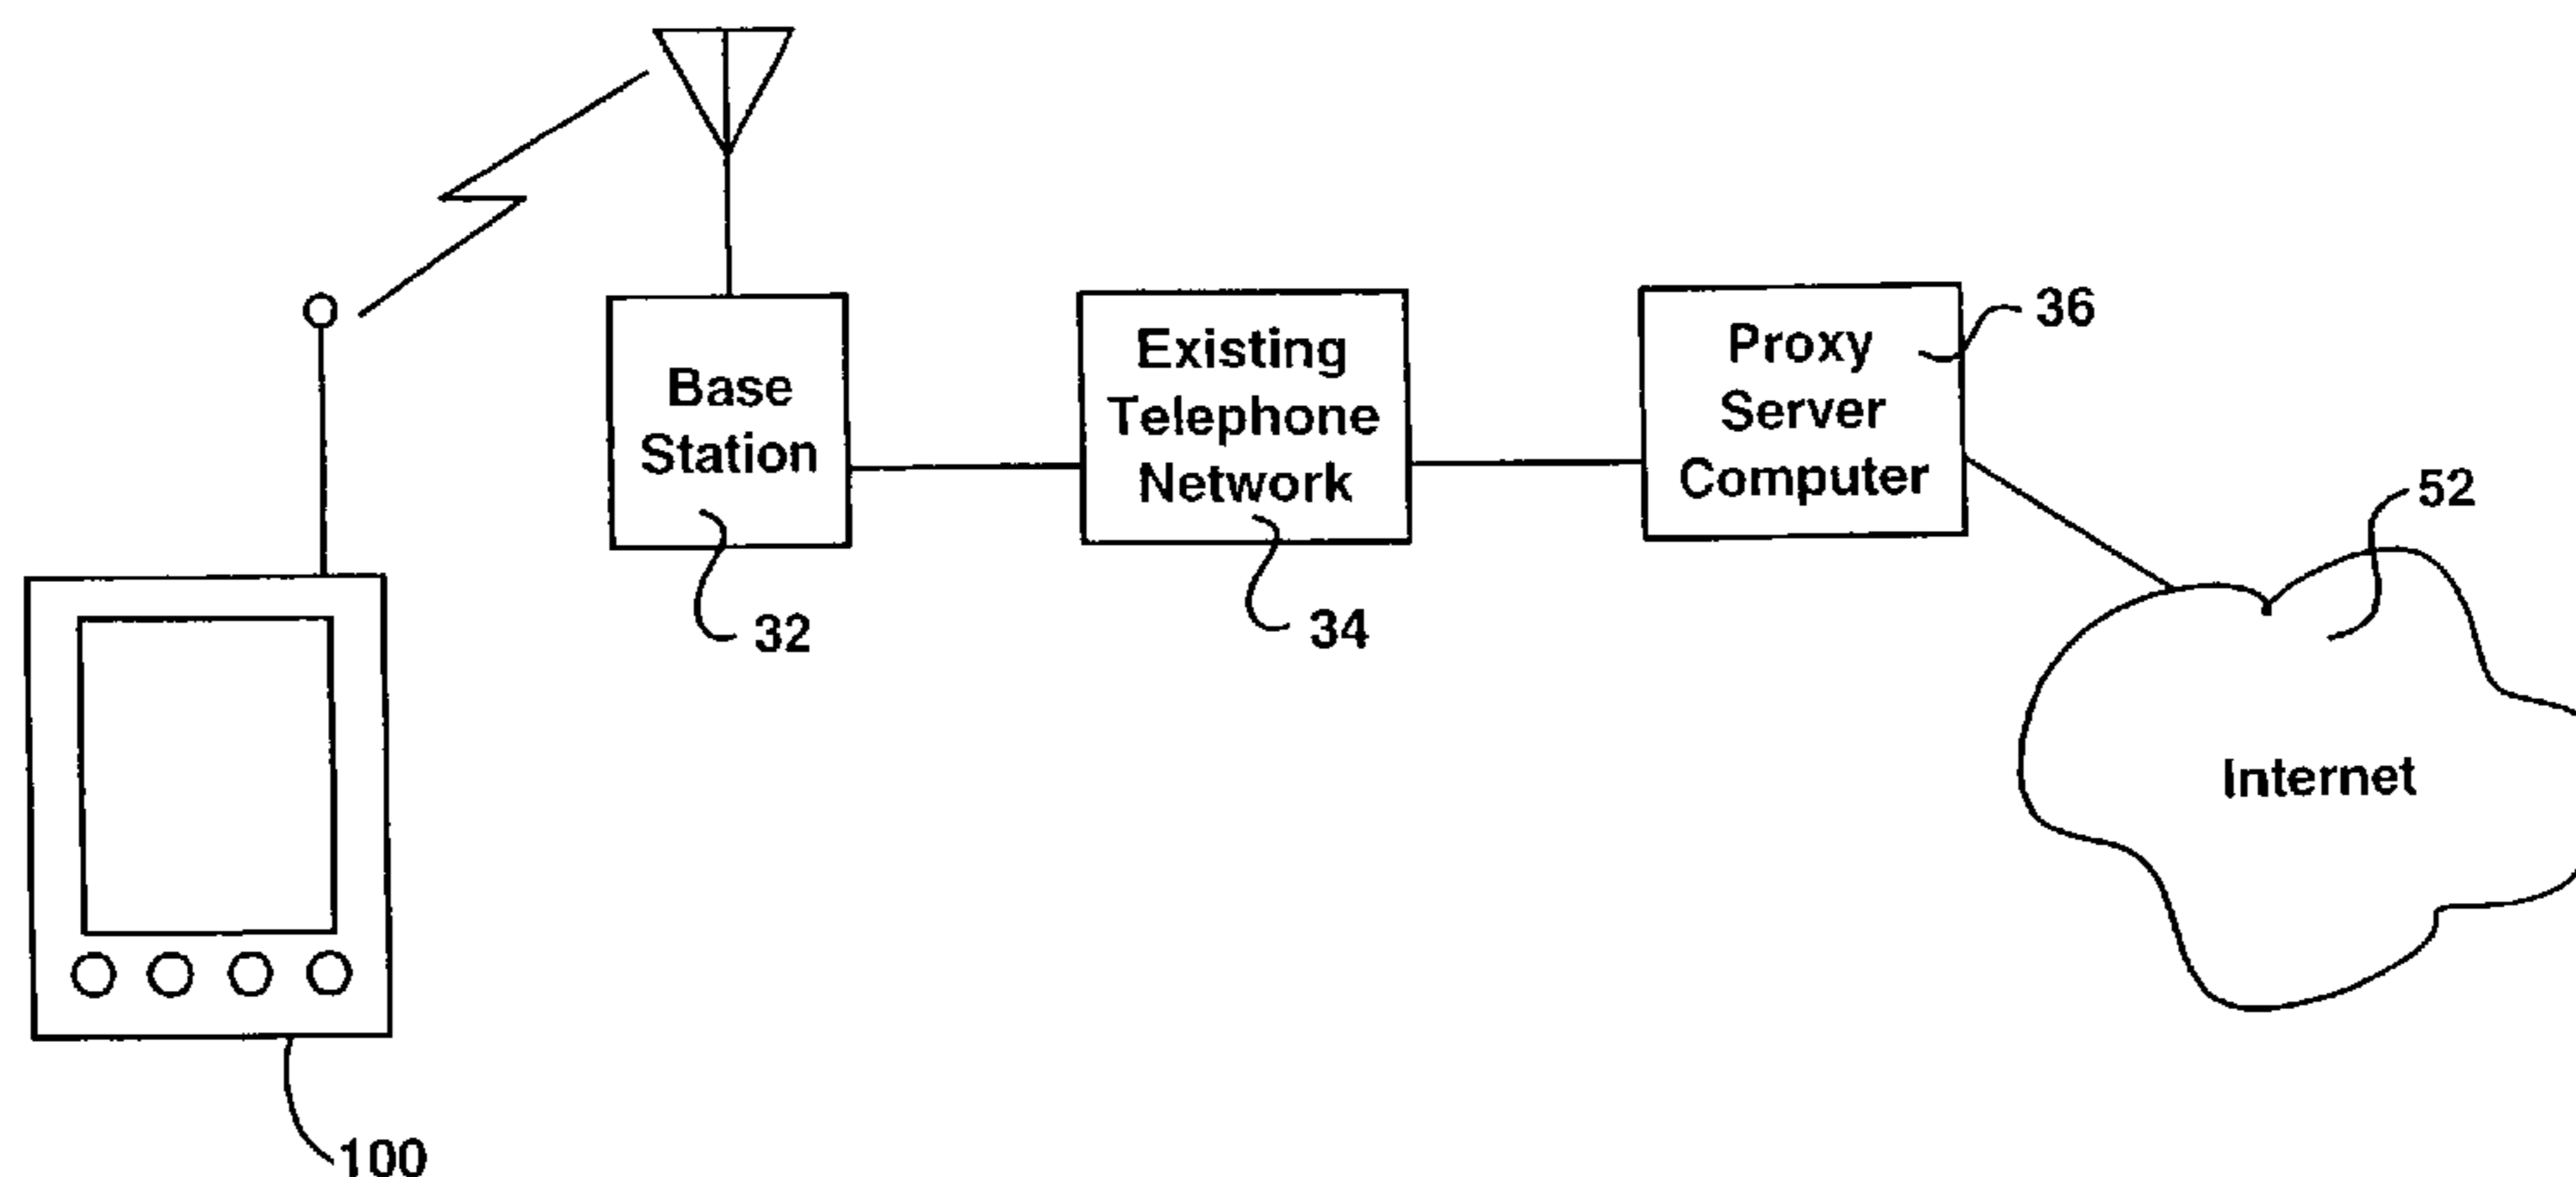 Base
Station
32
Existing
Telephone
Network
34
Proxy
Server
Computer
36
52
Internet
100